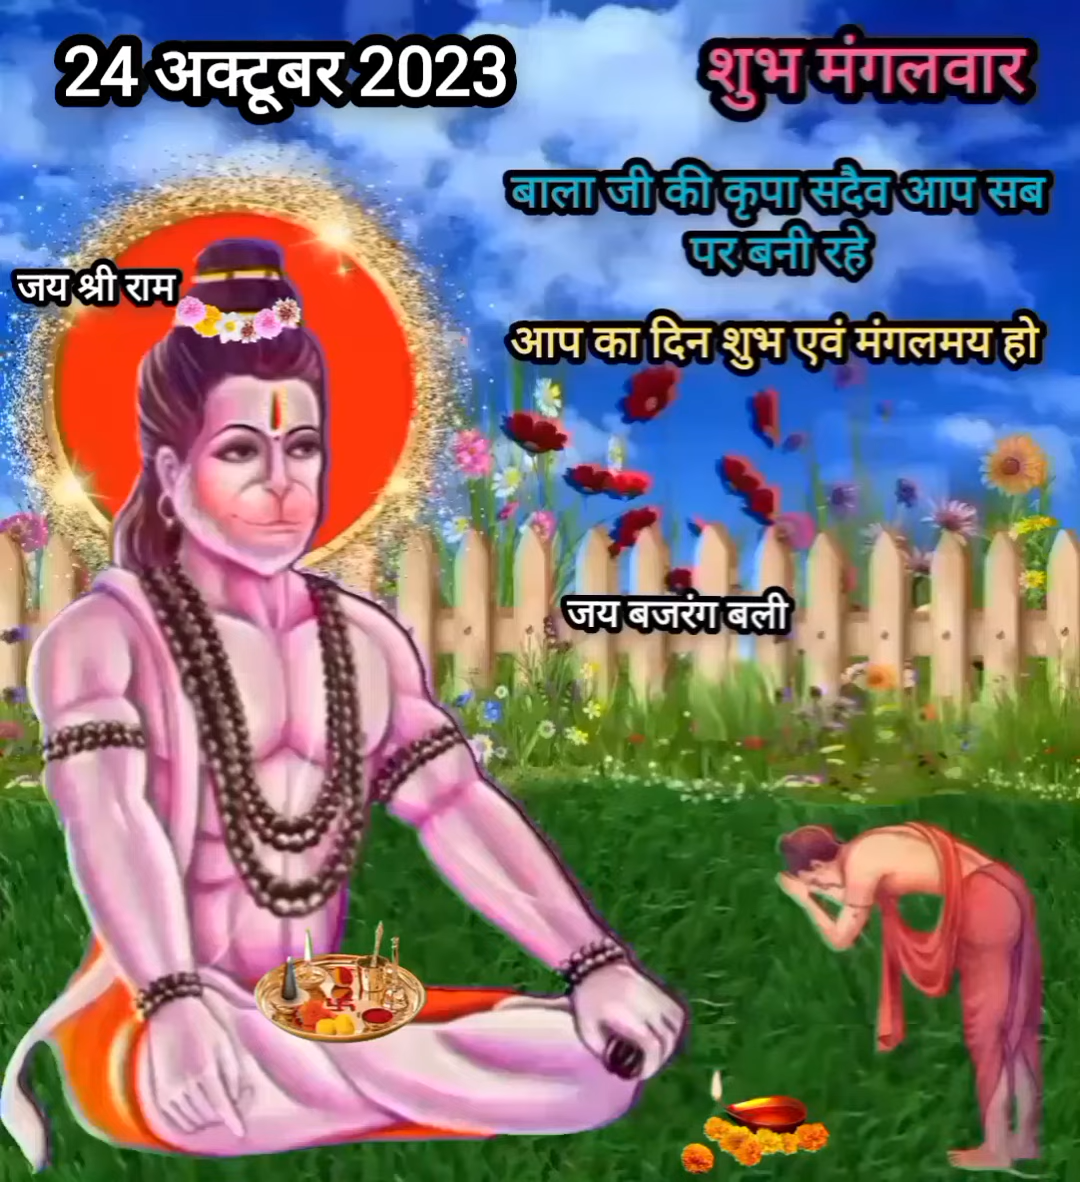 24 अक्टूबर 2023
शुभ मंगलवार
बाला जी की कृपा सदैव आप सब
पर बनी रहे
जय श्री राम
आप का दिन शुभ एवं मंगलमय हो
जय बजरंग बली